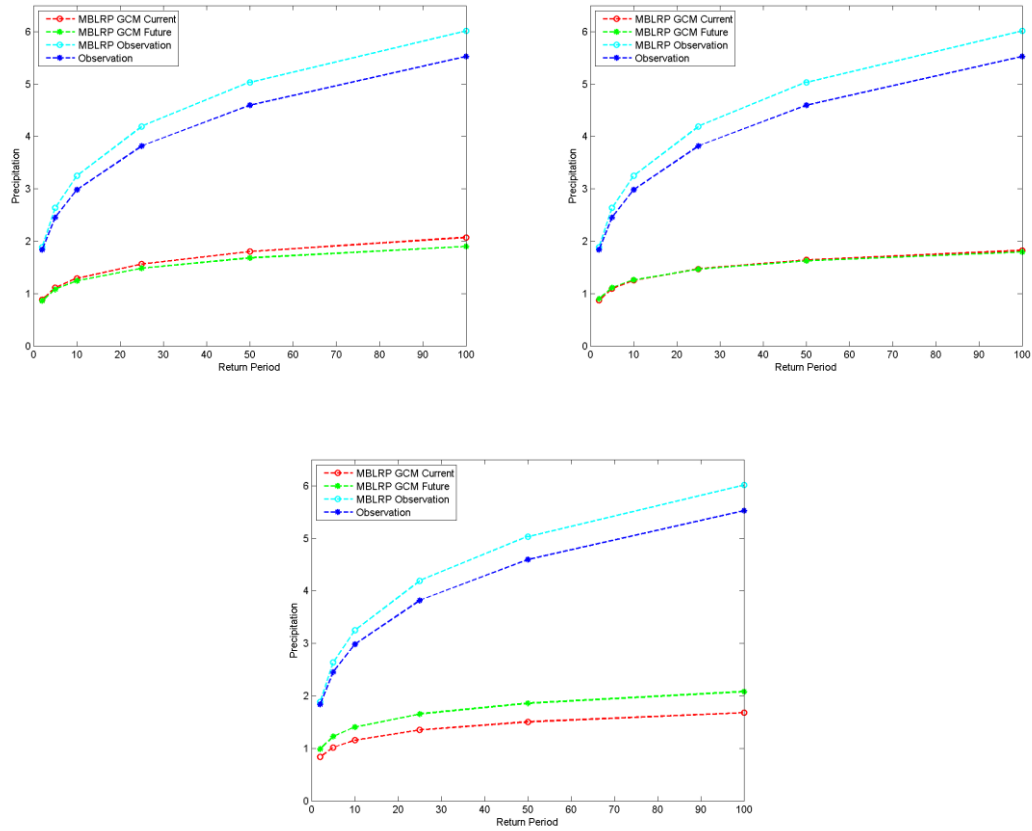 MBLRP GCM Current
MBLRP GCM Future
MBLRP Observation
Observation
Precipitation
6
5
4
3
2
1
0
0 10 20 30 40 50 60 70 80 90 100
Return Period
MBLRP GCM Current
MBLRP GCM Future
MBLRP Observation
Observation
Precipitation
6
5
4
3
2
1
0
0 10 20 30 40 50 60 70 80 90 100
Return Period
MBLRP GCM Current
MBLRP GCM Future
MBLRP Observation
Observation
Precipitation
6
5
4
3
2
1
0
0 10 20 30 40 50 60 70 80 90 100
Return Period